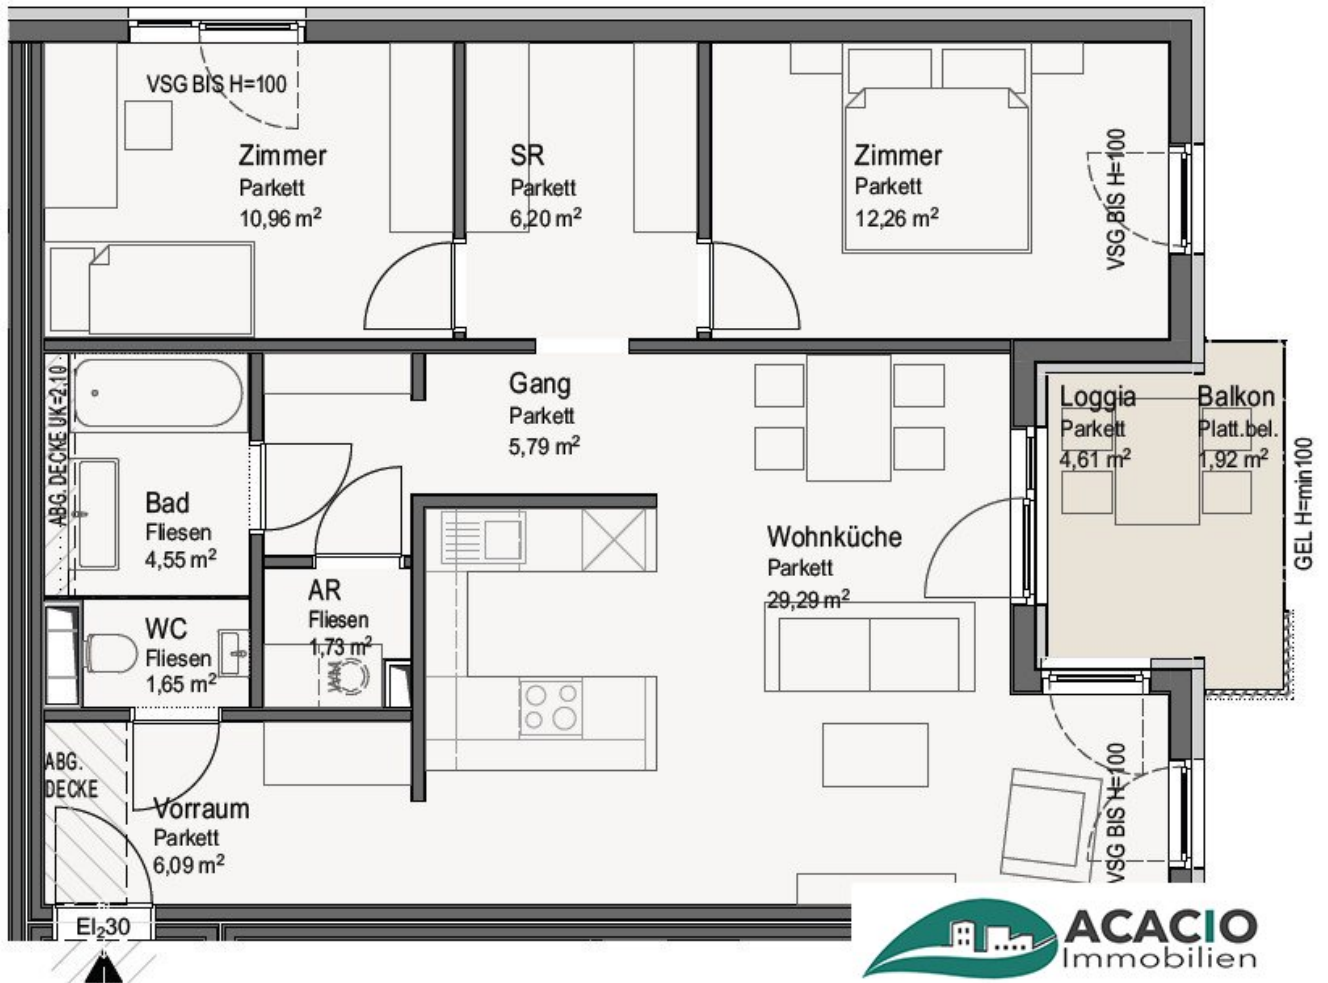 VSG BIS H=100
Zimmer
Parkett
10,96 m²
SR
Parkett
6,20 m²
Zimmer
Parkett
12,26 m²
VSG BIS H=100
ABG. DECKE UK=2,10
Gang
Parkett
5,79 m²
Loggia
Parkett
4,61 m²
Balkon
Platt.bel.
1,92 m²
GEL H=min100
Bad
Fliesen
4,55 m²
Wohnküche
Parkett
29,29 m²
AR
Fliesen
1,73 m²
WC
Fliesen
1,65 m²
ABG.
DECKE
Vorraum
Parkett
6,09 m²
VSG BIS H=100
EI₂30
ACACIO
Immobilien